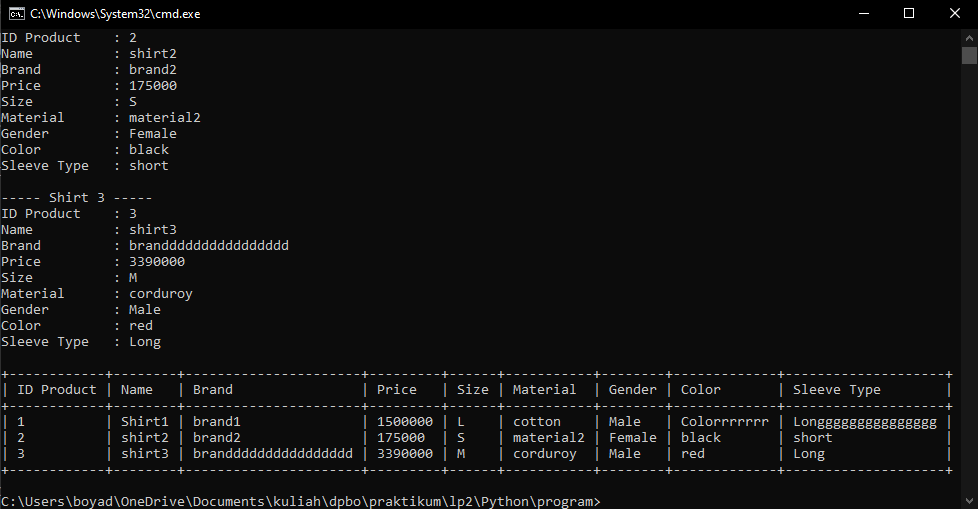 ID Product    : 2
Name          : shirt2
Brand         : brand2
Price         : 175000
Size          : S
Material      : material2
Gender        : Female
Color         : black
Sleeve Type   : short
----- Shirt 3 -----
ID Product    : 3
Name          : shirt3
Brand         : brandddddddddddddddd
Price         : 3390000
Size          : M
Material      : corduroy
Gender        : Male
Color         : red
Sleeve Type   : Long
+------------+--------+----------------------+---------+------+-----------+--------+-------------+--------------------+
| ID Product | Name   | Brand                | Price   | Size | Material  | Gender | Color       | Sleeve Type        |
+------------+--------+----------------------+---------+------+-----------+--------+-------------+--------------------+
| 1          | Shirt1 | brand1               | 1500000 | L    | cotton    | Male   | Colorrrrrrr | Longgggggggggggggg |
| 2          | shirt2 | brand2               | 175000  | S    | material2 | Female | black       | short              |
| 3          | shirt3 | brandddddddddddddddd | 3390000 | M    | corduroy  | Male   | red         | Long               |
+------------+--------+----------------------+---------+------+-----------+--------+-------------+--------------------+
C:\Users\boyad\OneDrive\Documents\kuliah\dpbo\praktikum\lp2\Python\program>
C:\Windows\System32\cmd.exe